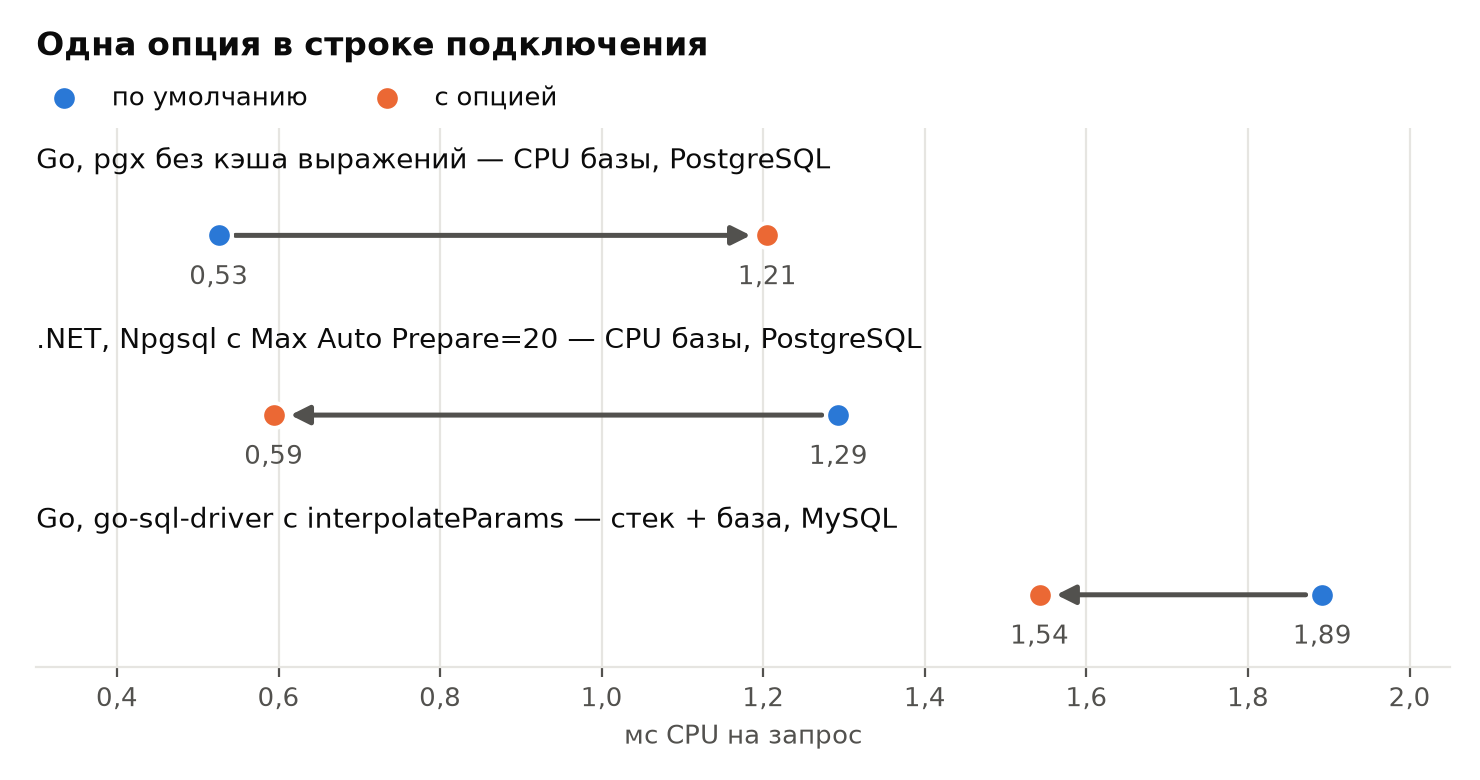 Одна опция в строке подключения
по умолчанию
с опцией
Go, pgx без кэша выражений — CPU базы, PostgreSQL
0,53
1,21
.NET, Npgsql с Max Auto Prepare=20 — CPU базы, PostgreSQL
0,59
1,29
Go, go-sql-driver с interpolateParams — стек + база, MySQL
1,54
1,89
0,4
0,6
0,8
1,0
1,2
1,4
1,6
1,8
2,0
мс CPU на запрос